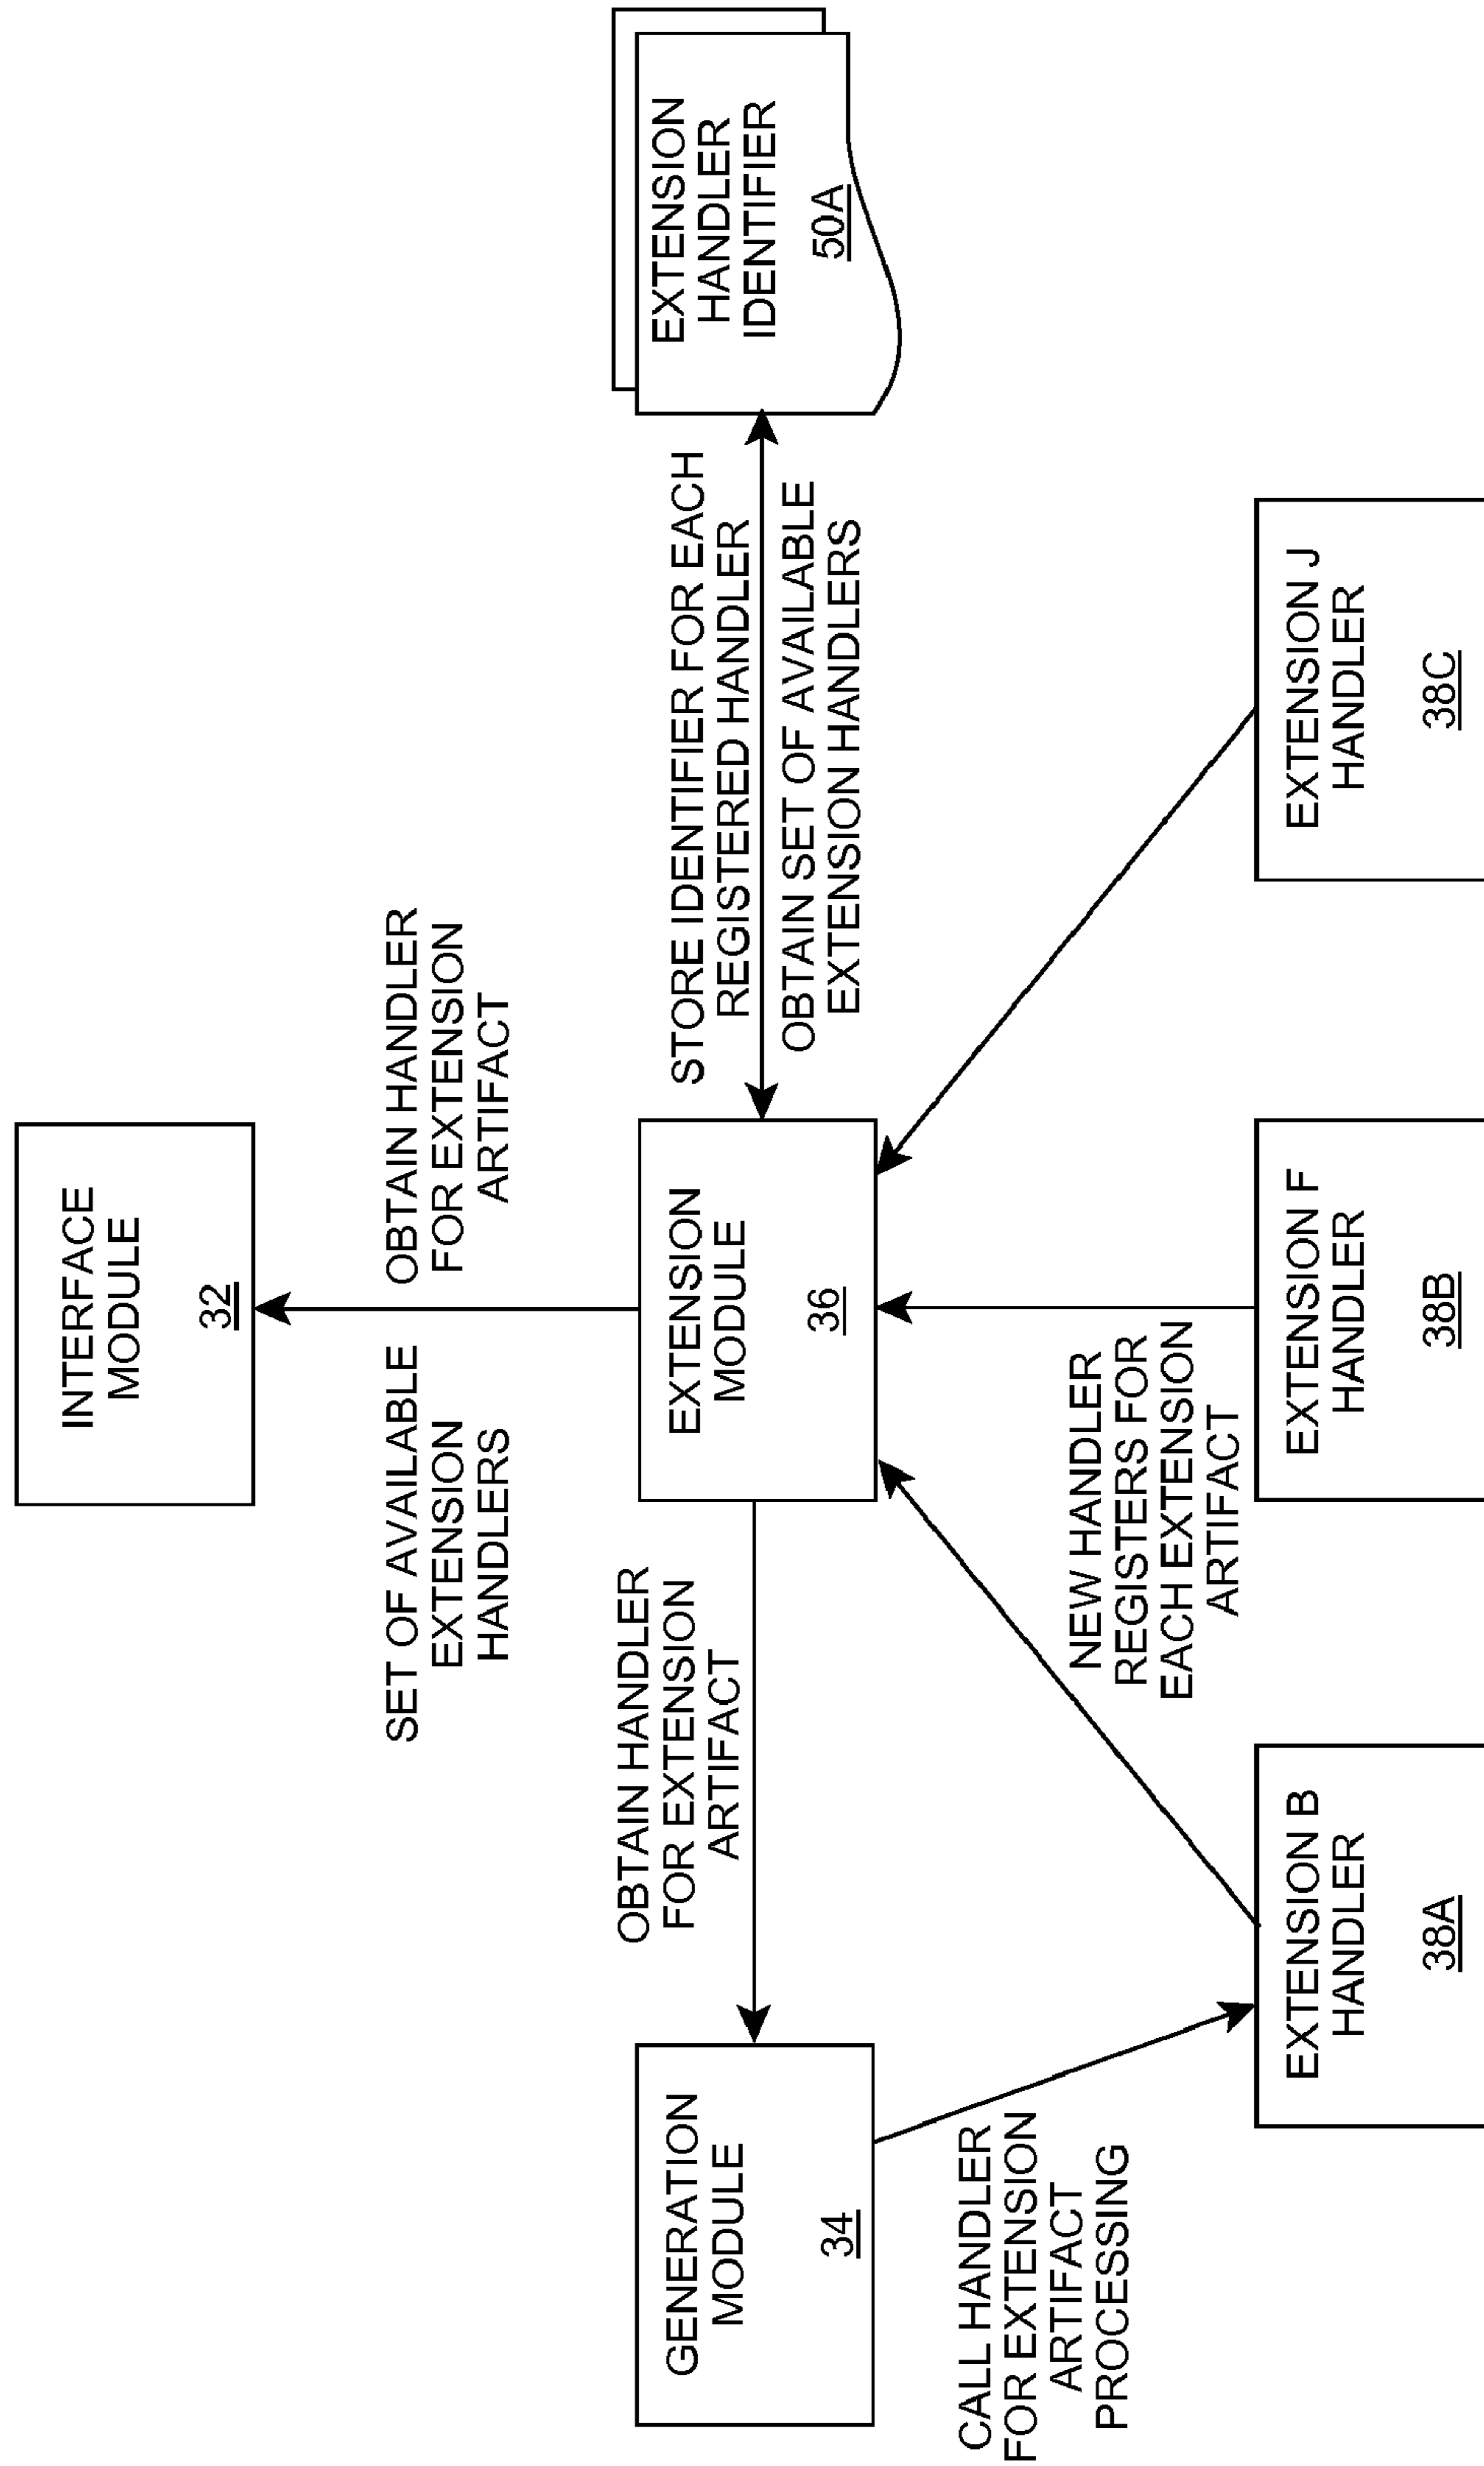 INTERFACE
MODULE
32
SET OF AVAILABLE
EXTENSION
HANDLERS
OBTAIN HANDLER
FOR EXTENSION
ARTIFACT
GENERATION
MODULE
34
OBTAIN HANDLER
FOR EXTENSION
ARTIFACT
EXTENSION
MODULE
36
STORE IDENTIFIER FOR EACH
REGISTERED HANDLER
OBTAIN SET OF AVAILABLE
EXTENSION HANDLERS
EXTENSION
HANDLER
IDENTIFIER
50A
CALL HANDLER
FOR EXTENSION
ARTIFACT
PROCESSING
NEW HANDLER
REGISTERS FOR
EACH EXTENSION
ARTIFACT
EXTENSION B
HANDLER
38A
EXTENSION F
HANDLER
38B
EXTENSION J
HANDLER
38C